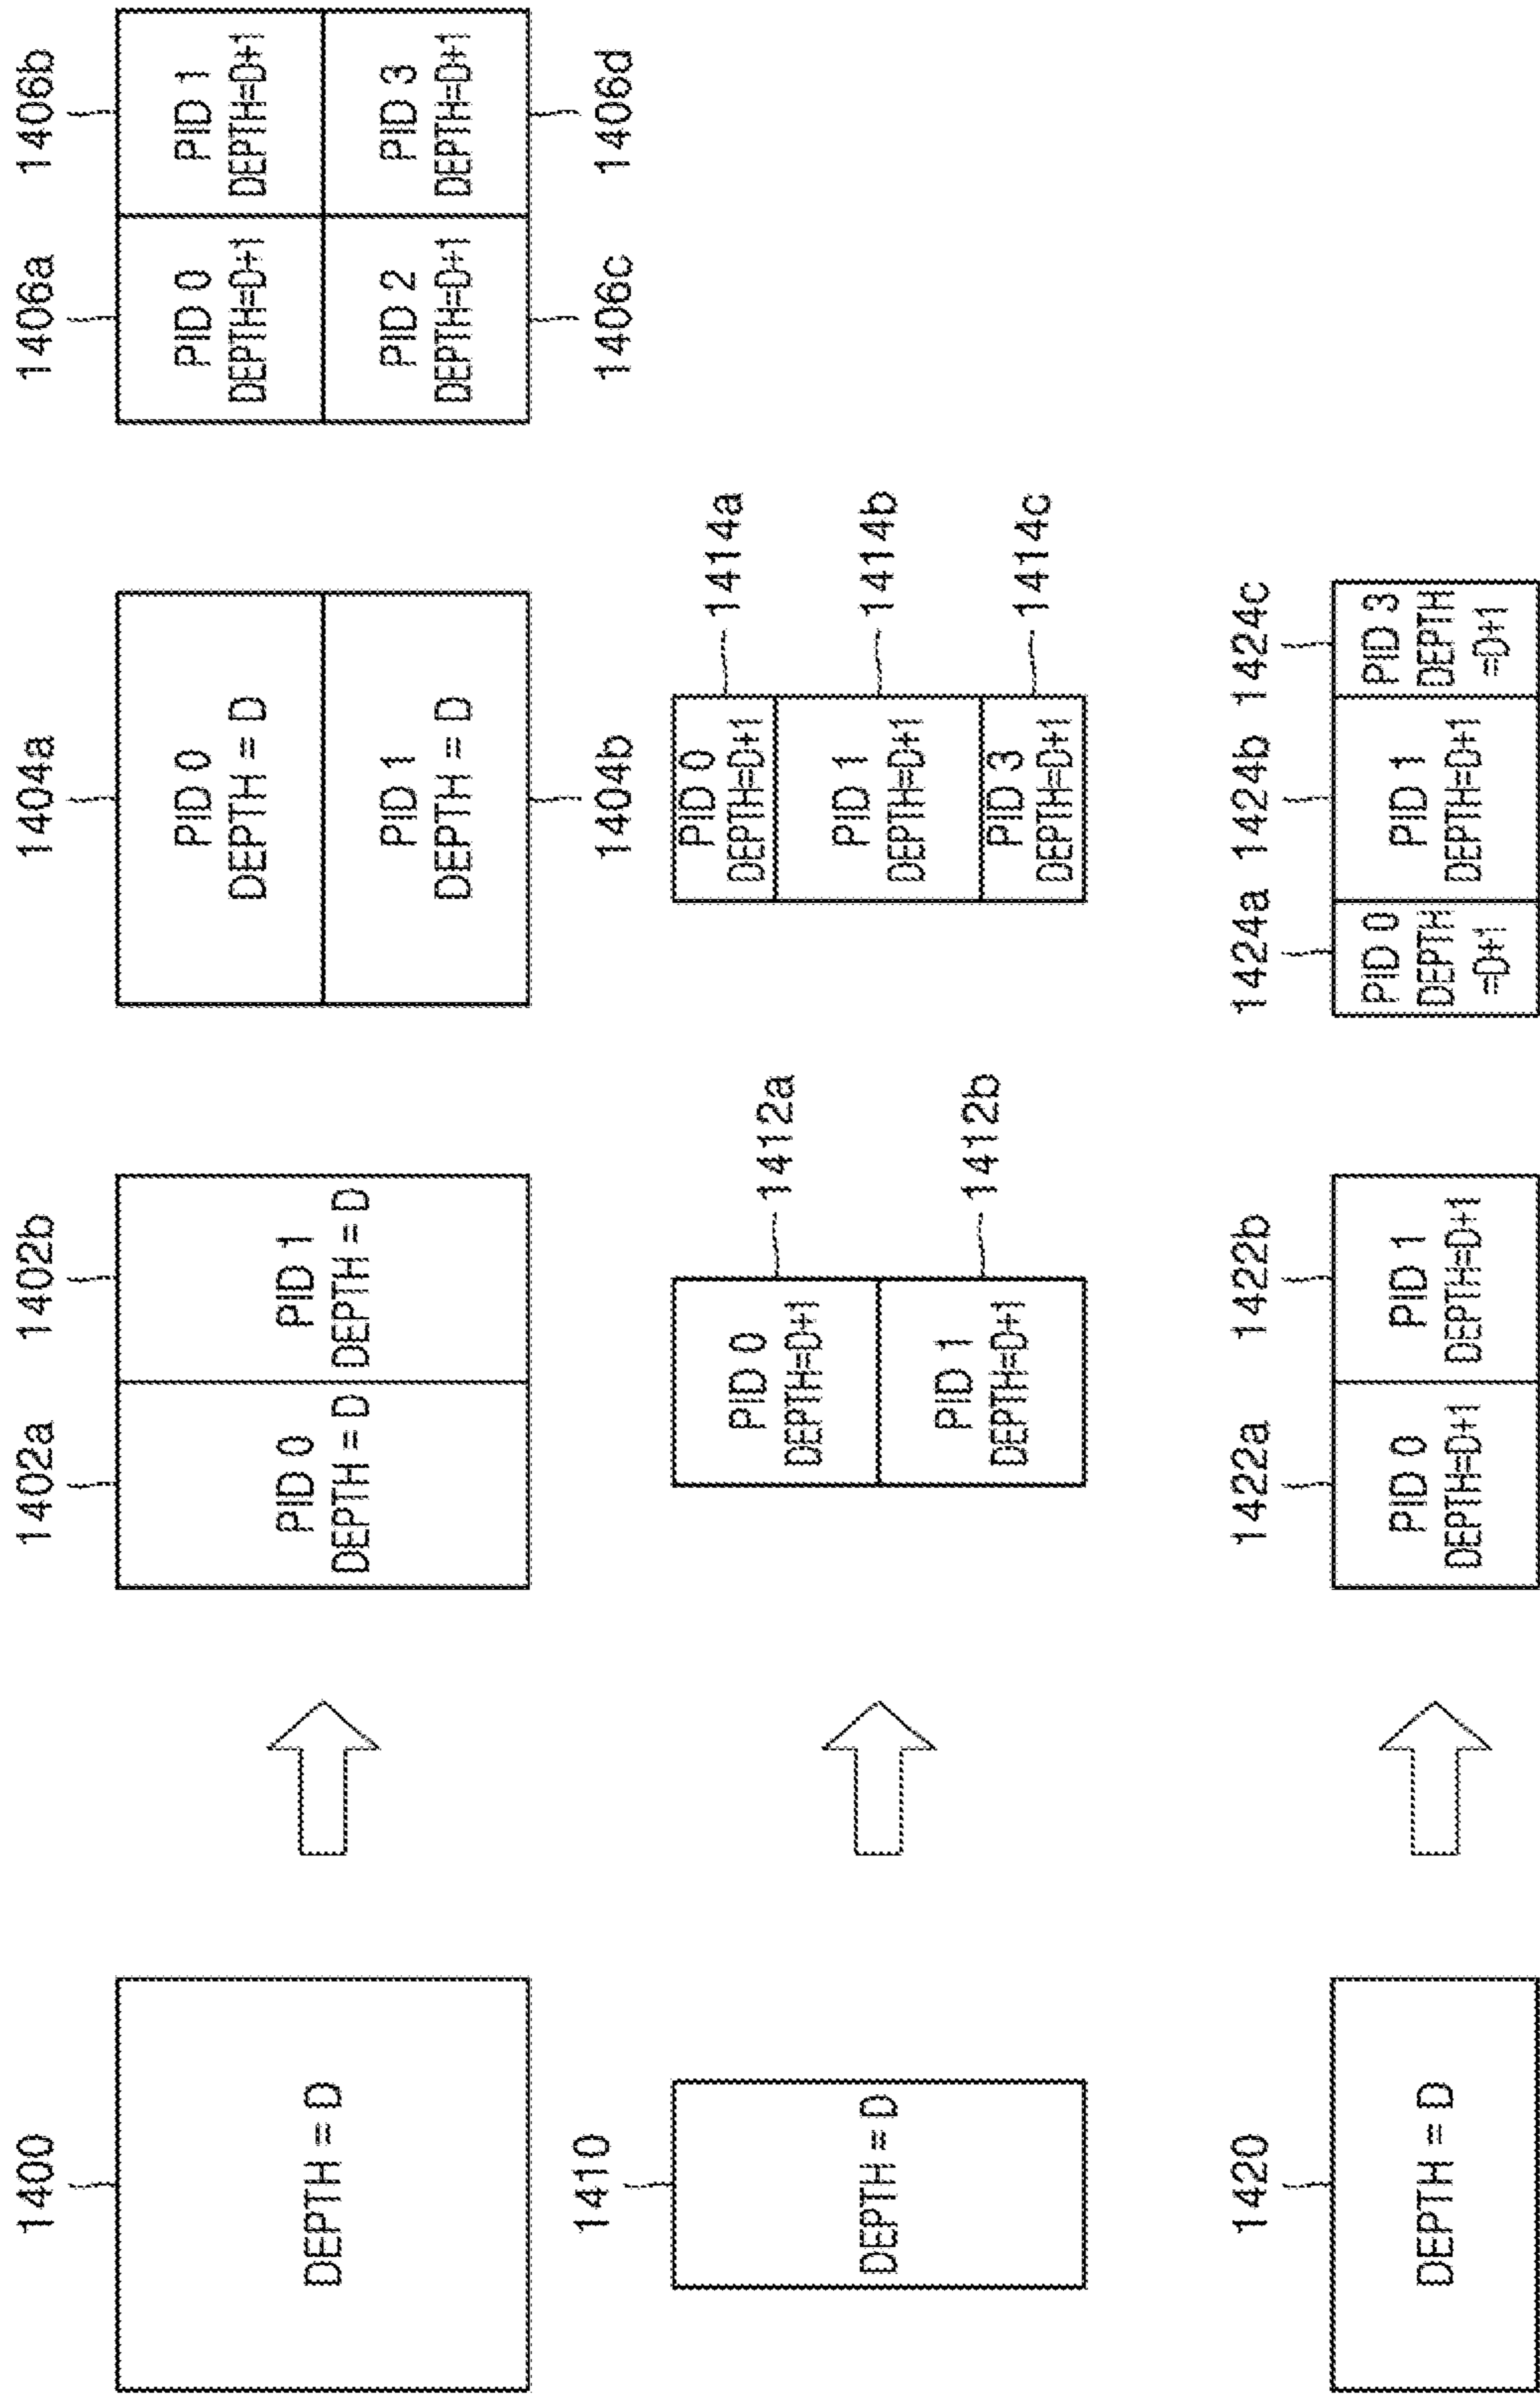 1400
DEPTH = D
1402a
1402b
PID 0
DEPTH = D
PID 1
DEPTH = D
1404a
PID 0
DEPTH = D
PID 1
DEPTH = D
1404b
1406a
1406b
PID 0
DEPTH=D+1
PID 1
DEPTH=D+1
PID 2
DEPTH=D+1
PID 3
DEPTH=D+1
1406c
1406d
1410
DEPTH = D
PID 0
DEPTH=D+1
1412a
PID 1
DEPTH=D+1
1412b
PID 0
DEPTH=D+1
1414a
PID 1
DEPTH=D+1
1414b
PID 3
DEPTH=D+1
1414c
1420
DEPTH = D
1422a
1422b
PID 0
DEPTH=D+1
PID 1
DEPTH=D+1
1424a
1424b
1424c
PID 0
DEPTH
=D+1
PID 1
DEPTH=D+1
PID 3
DEPTH
=D+1